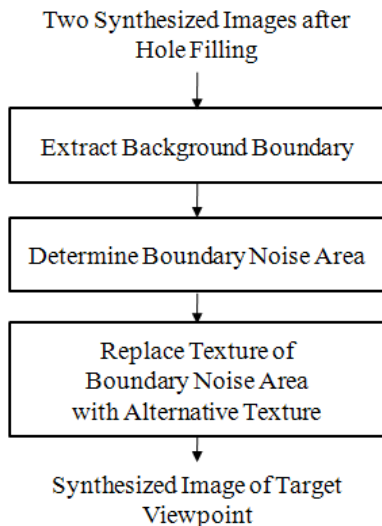 Two Synthesized Images after
Hole Filling
Extract Background Boundary
Determine Boundary Noise Area
Replace Texture of
Boundary Noise Area
with Alternative Texture
Synthesized Image of Target
Viewpoint